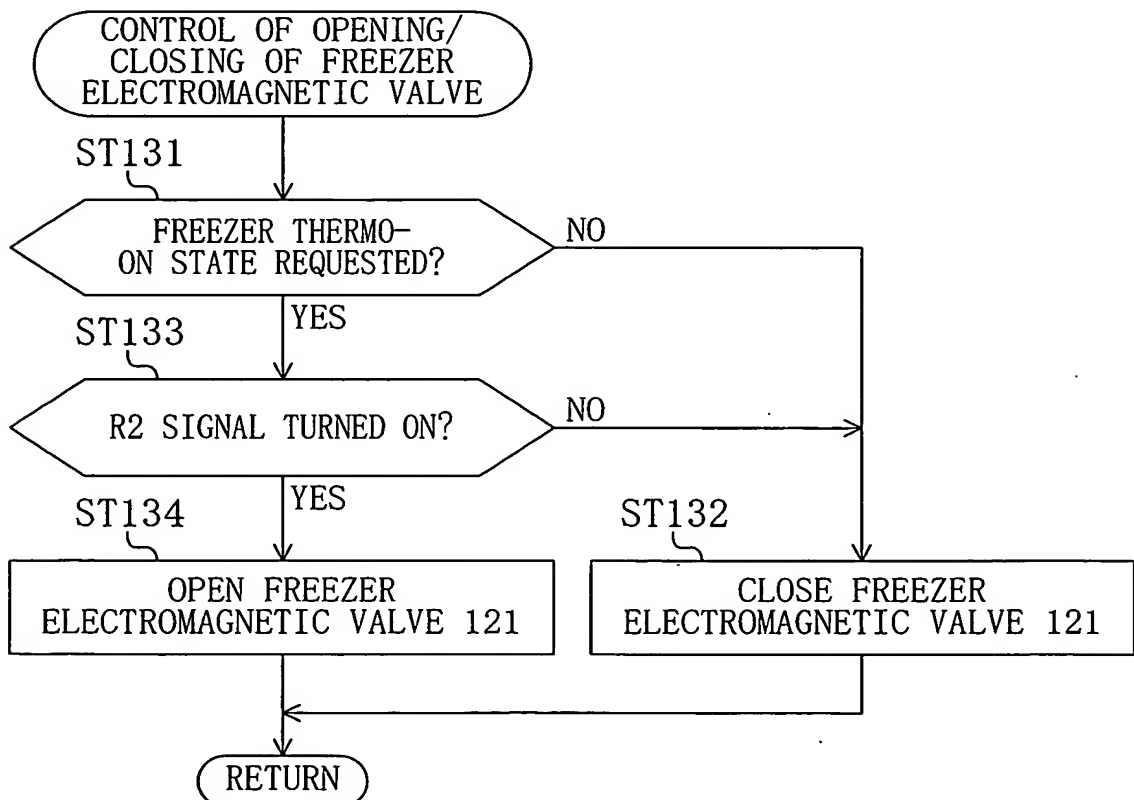 CONTROL OF OPENING/
CLOSING OF FREEZER
ELECTROMAGNETIC VALVE
ST131
FREEZER THERMO-
ON STATE REQUESTED?
NO
YES
ST133
R2 SIGNAL TURNED ON?
NO
YES
ST134
OPEN FREEZER
ELECTROMAGNETIC VALVE 121
ST132
CLOSE FREEZER
ELECTROMAGNETIC VALVE 121
RETURN